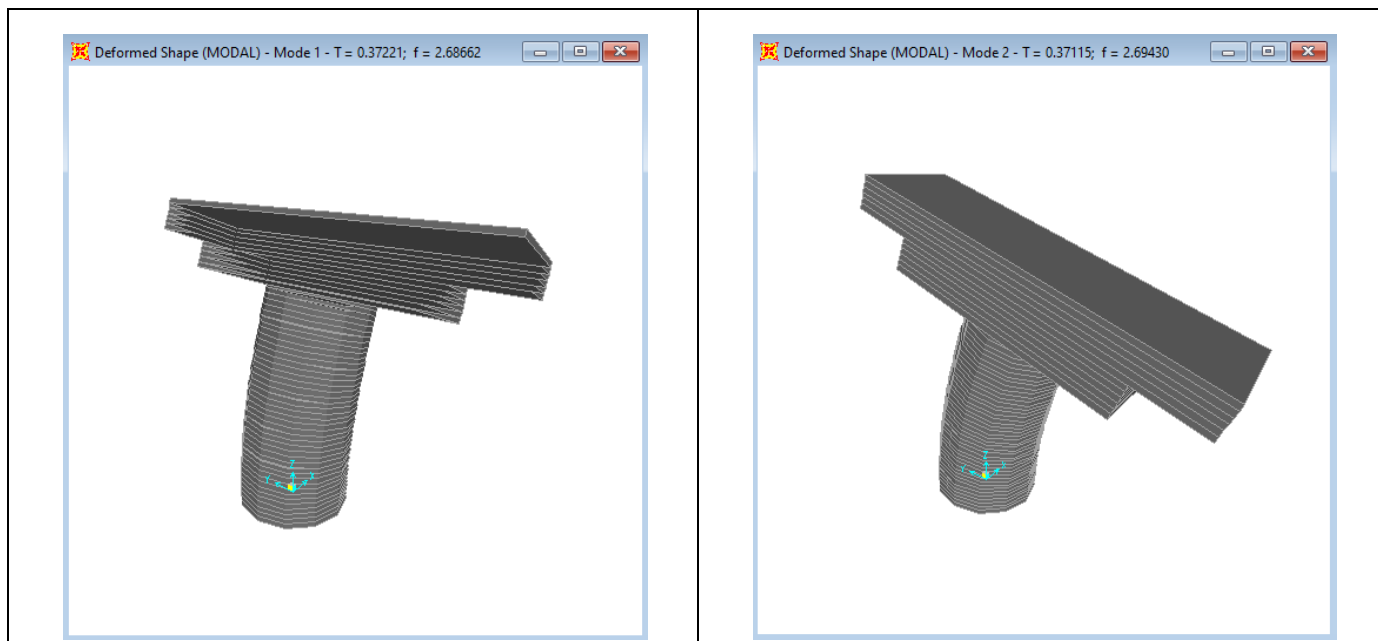 Deformed Shape (MODAL) - Mode 1 - T = 0.37221; f = 2.68662
Deformed Shape (MODAL) - Mode 2 - T = 0.37115; f = 2.69430
Z
Y
X
Z
Y
X